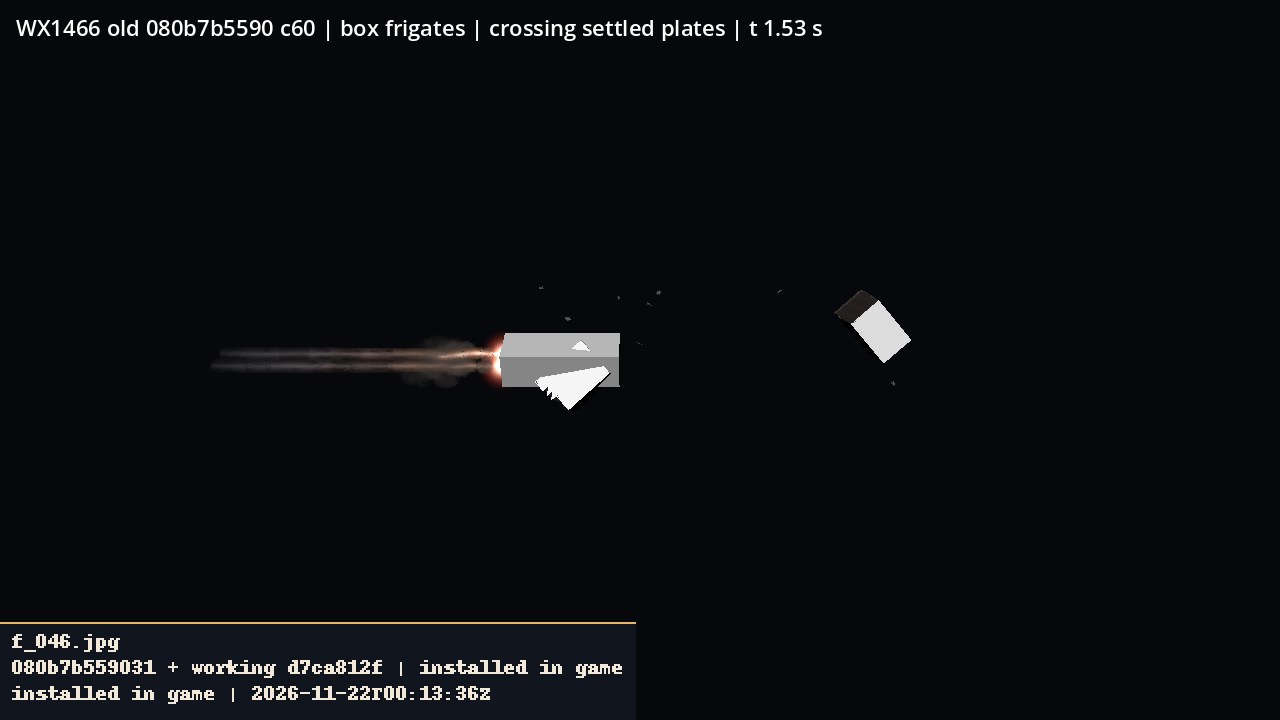 WX1466 old 080b7b5590 c60 | box frigates | crossing settled plates | t 1.53 s
f_046.jpg
080b7b559031 + working d7ca812f | installed in game
installed in game | 2026-11-22T00:13:36Z